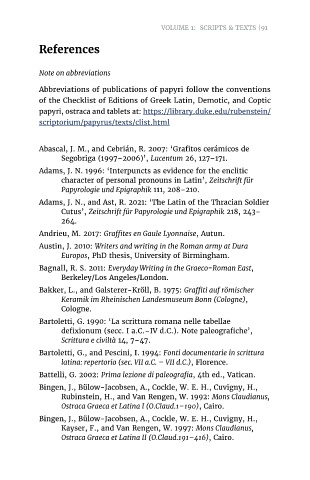 VOLUME 1: SCRIPTS & TEXTS |91
References
Note on abbreviations
Abbreviations of publications of papyri follow the conventions
of the Checklist of Editions of Greek Latin, Demotic, and Coptic
papyri, ostraca and tablets at: https://library.duke.edu/rubenstein/
scriptorium/papyrus/texts/clist.html
Abascal, J. M., and Cebrián, R. 2007: ‘Grafitos cerámicos de
Segobriga (1997–2006)’, Lucentum 26, 127–171.
Adams, J. N. 1996: ‘Interpuncts as evidence for the enclitic
character of personal pronouns in Latin’, Zeitschrift für
Papyrologie und Epigraphik 111, 208–210.
Adams, J. N., and Ast, R. 2021: ‘The Latin of the Thracian Soldier
Cutus’, Zeitschrift für Papyrologie und Epigraphik 218, 243–
264.
Andrieu, M. 2017: Graffites en Gaule Lyonnaise, Autun.
Austin, J. 2010: Writers and writing in the Roman army at Dura
Europos, PhD thesis, University of Birmingham.
Bagnall, R. S. 2011: Everyday Writing in the Graeco-Roman East,
Berkeley/Los Angeles/London.
Bakker, L., and Galsterer-Kröll, B. 1975: Graffiti auf römischer
Keramik im Rheinischen Landesmuseum Bonn (Cologne),
Cologne.
Bartoletti, G. 1990: ‘La scrittura romana nelle tabellae
defixionum (secc. I a.C.–IV d.C.). Note paleografiche’,
Scrittura e civiltà 14, 7–47.
Bartoletti, G., and Pescini, I. 1994: Fonti documentarie in scrittura
latina: repertorio (sec. VII a.C. – VII d.C.), Florence.
Battelli, G. 2002: Prima lezione di paleografia, 4th ed., Vatican.
Bingen, J., Bülow-Jacobsen, A., Cockle, W. E. H., Cuvigny, H.,
Rubinstein, H., and Van Rengen, W. 1992: Mons Claudianus,
Ostraca Graeca et Latina I (O.Claud.1–190), Cairo.
Bingen, J., Bülow-Jacobsen, A., Cockle, W. E. H., Cuvigny, H.,
Kayser, F., and Van Rengen, W. 1997: Mons Claudianus,
Ostraca Graeca et Latina II (O.Claud.191–416), Cairo.